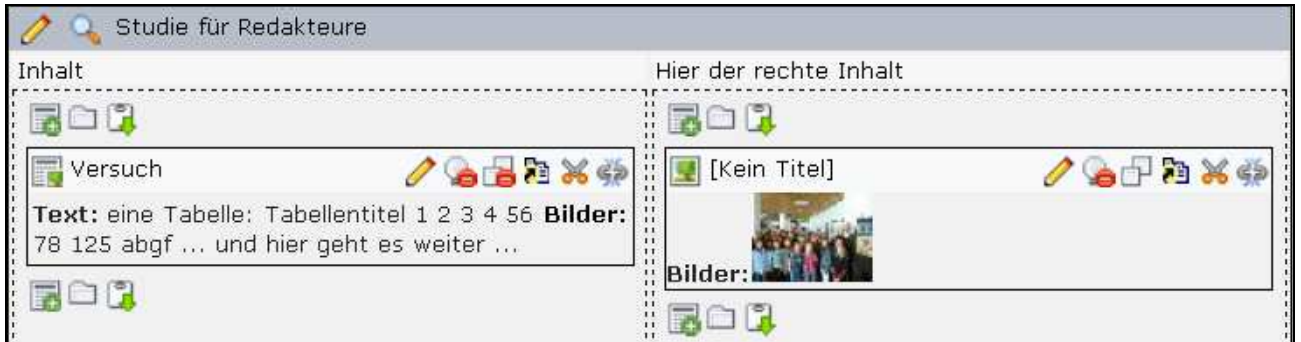 Studie für Redakteure
Inhalt
Hier der rechte Inhalt
Versuch
Text: eine Tabelle: Tabellentitel 1 2 3 4 56 Bilder:
78 125 abgf ... und hier geht es weiter ...
[Kein Titel]
Bilder: